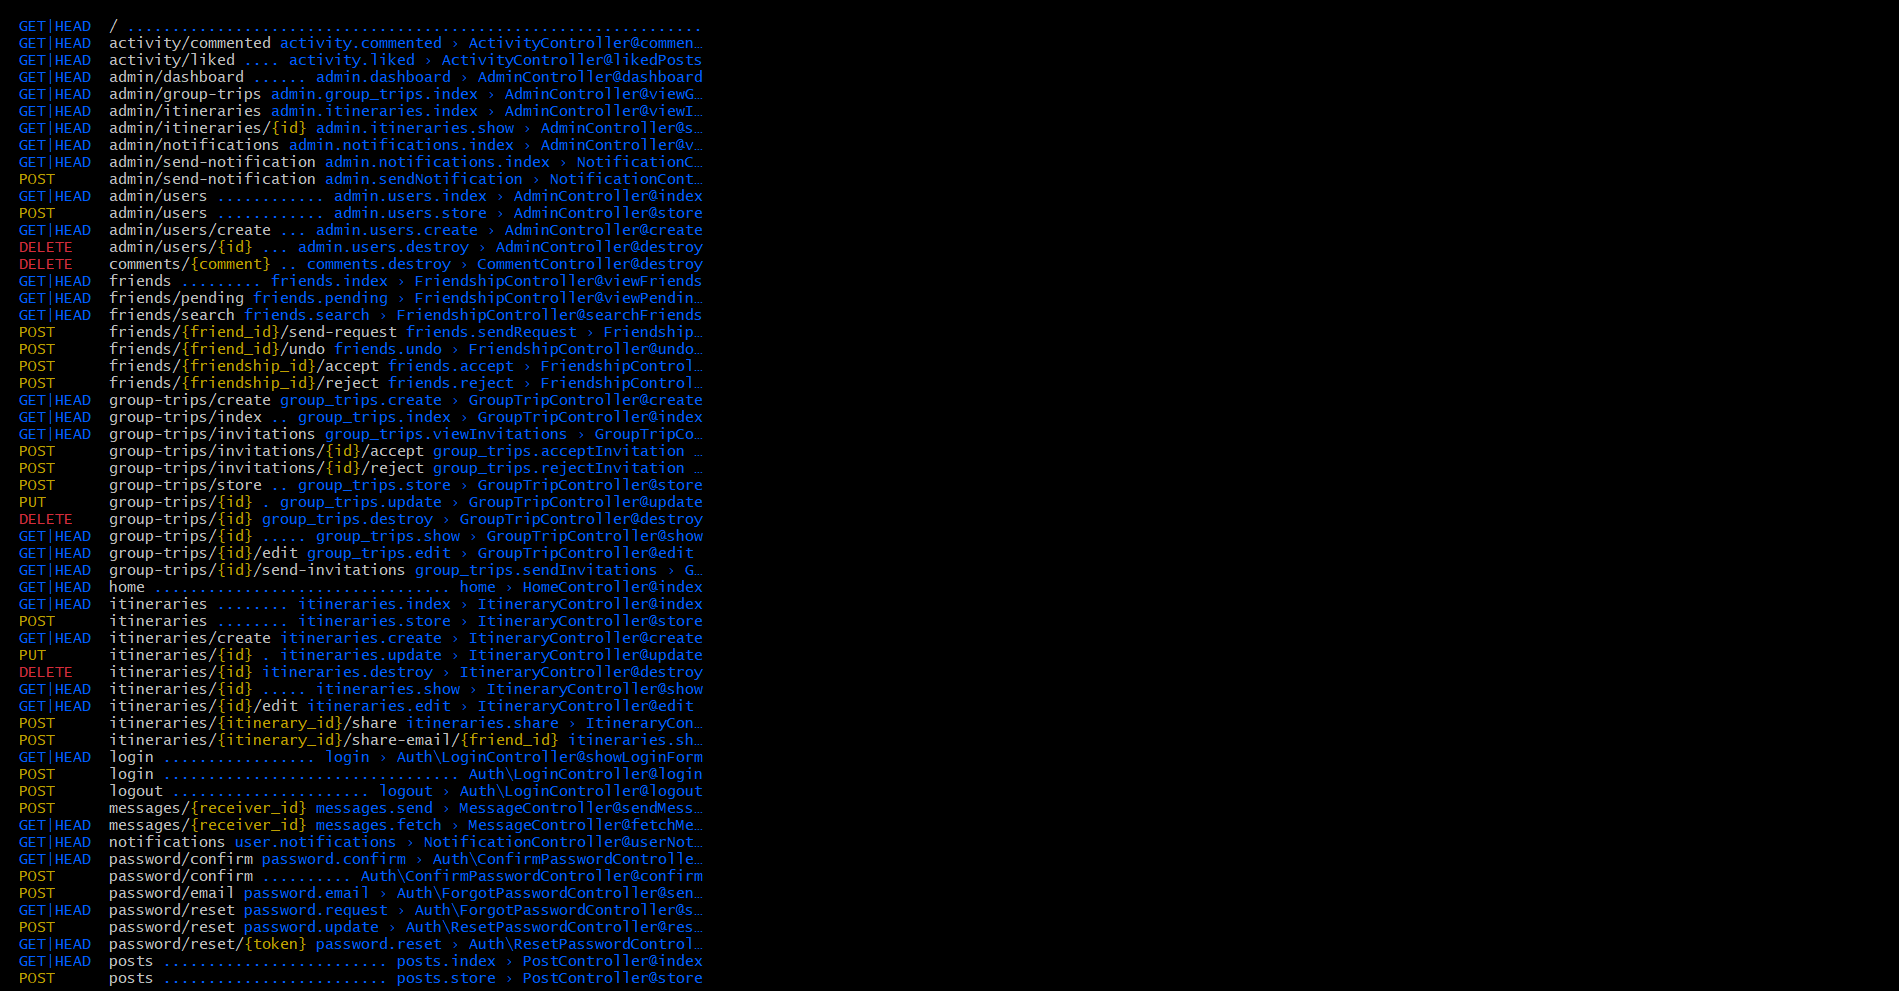 GET|HEAD  / ................................................................
GET|HEAD  activity/commented activity.commented › ActivityController@commen…
GET|HEAD  activity/liked .... activity.liked › ActivityController@likedPosts
GET|HEAD  admin/dashboard ...... admin.dashboard › AdminController@dashboard
GET|HEAD  admin/group-trips admin.group_trips.index › AdminController@viewG…
GET|HEAD  admin/itineraries admin.itineraries.index › AdminController@viewI…
GET|HEAD  admin/itineraries/{id} admin.itineraries.show › AdminController@s…
GET|HEAD  admin/notifications admin.notifications.index › AdminController@v…
GET|HEAD  admin/send-notification admin.notifications.index › NotificationC…
POST      admin/send-notification admin.sendNotification › NotificationCont…
GET|HEAD  admin/users ............ admin.users.index › AdminController@index
POST      admin/users ............ admin.users.store › AdminController@store
GET|HEAD  admin/users/create ... admin.users.create › AdminController@create
DELETE    admin/users/{id} ... admin.users.destroy › AdminController@destroy
DELETE    comments/{comment} .. comments.destroy › CommentController@destroy
GET|HEAD  friends ......... friends.index › FriendshipController@viewFriends
GET|HEAD  friends/pending friends.pending › FriendshipController@viewPendin…
GET|HEAD  friends/search friends.search › FriendshipController@searchFriends
POST      friends/{friend_id}/send-request friends.sendRequest › Friendship…
POST      friends/{friend_id}/undo friends.undo › FriendshipController@undo…
POST      friends/{friendship_id}/accept friends.accept › FriendshipControl…
POST      friends/{friendship_id}/reject friends.reject › FriendshipControl…
GET|HEAD  group-trips/create group_trips.create › GroupTripController@create
GET|HEAD  group-trips/index .. group_trips.index › GroupTripController@index
GET|HEAD  group-trips/invitations group_trips.viewInvitations › GroupTripCo…
POST      group-trips/invitations/{id}/accept group_trips.acceptInvitation …
POST      group-trips/invitations/{id}/reject group_trips.rejectInvitation …
POST      group-trips/store .. group_trips.store › GroupTripController@store
PUT       group-trips/{id} . group_trips.update › GroupTripController@update
DELETE    group-trips/{id} group_trips.destroy › GroupTripController@destroy
GET|HEAD  group-trips/{id} ..... group_trips.show › GroupTripController@show
GET|HEAD  group-trips/{id}/edit group_trips.edit › GroupTripController@edit
GET|HEAD  group-trips/{id}/send-invitations group_trips.sendInvitations › G…
GET|HEAD  home ................................. home › HomeController@index
GET|HEAD  itineraries ........ itineraries.index › ItineraryController@index
POST      itineraries ........ itineraries.store › ItineraryController@store
GET|HEAD  itineraries/create itineraries.create › ItineraryController@create
PUT       itineraries/{id} . itineraries.update › ItineraryController@update
DELETE    itineraries/{id} itineraries.destroy › ItineraryController@destroy
GET|HEAD  itineraries/{id} ..... itineraries.show › ItineraryController@show
GET|HEAD  itineraries/{id}/edit itineraries.edit › ItineraryController@edit
POST      itineraries/{itinerary_id}/share itineraries.share › ItineraryCon…
POST      itineraries/{itinerary_id}/share-email/{friend_id} itineraries.sh…
GET|HEAD  login ................. login › Auth\LoginController@showLoginForm
POST      login ................................. Auth\LoginController@login
POST      logout ...................... logout › Auth\LoginController@logout
POST      messages/{receiver_id} messages.send › MessageController@sendMess…
GET|HEAD  messages/{receiver_id} messages.fetch › MessageController@fetchMe…
GET|HEAD  notifications user.notifications › NotificationController@userNot…
GET|HEAD  password/confirm password.confirm › Auth\ConfirmPasswordControlle…
POST      password/confirm .......... Auth\ConfirmPasswordController@confirm
POST      password/email password.email › Auth\ForgotPasswordController@sen…
GET|HEAD  password/reset password.request › Auth\ForgotPasswordController@s…
POST      password/reset password.update › Auth\ResetPasswordController@res…
GET|HEAD  password/reset/{token} password.reset › Auth\ResetPasswordControl…
GET|HEAD  posts ......................... posts.index › PostController@index
POST      posts ......................... posts.store › PostController@store